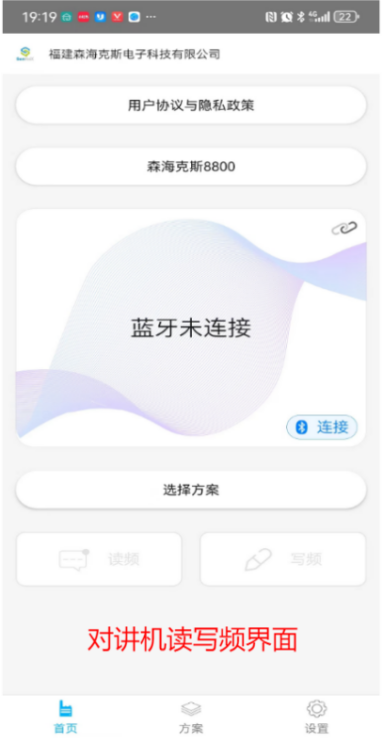 19:19
22
福建森海克斯电子科技有限公司
用户协议与隐私政策
森海克斯8800
蓝牙未连接
连接
选择方案
读频
写频
对讲机读写频界面
首页
方案
设置